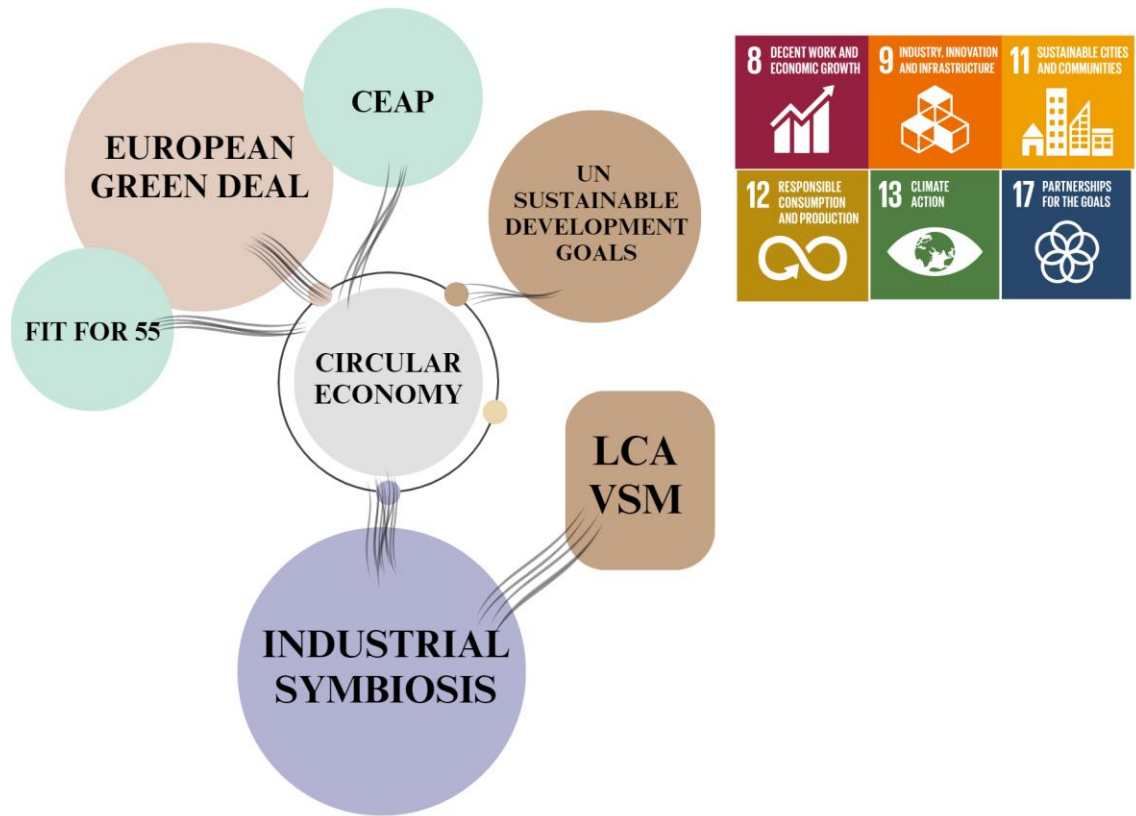 CEAP
EUROPEAN
GREEN DEAL
UN
SUSTAINABLE
DEVELOPMENT
GOALS
FIT FOR 55
CIRCULAR
ECONOMY
LCA
VSM
INDUSTRIAL
SYMBIOSIS
8 DECENT WORK AND
ECONOMIC GROWTH
9 INDUSTRY, INNOVATION
AND INFRASTRUCTURE
11 SUSTAINABLE CITIES
AND COMMUNITIES
12 RESPONSIBLE
CONSUMPTION
AND PRODUCTION
13 CLIMATE
ACTION
17 PARTNERSHIPS
FOR THE GOALS